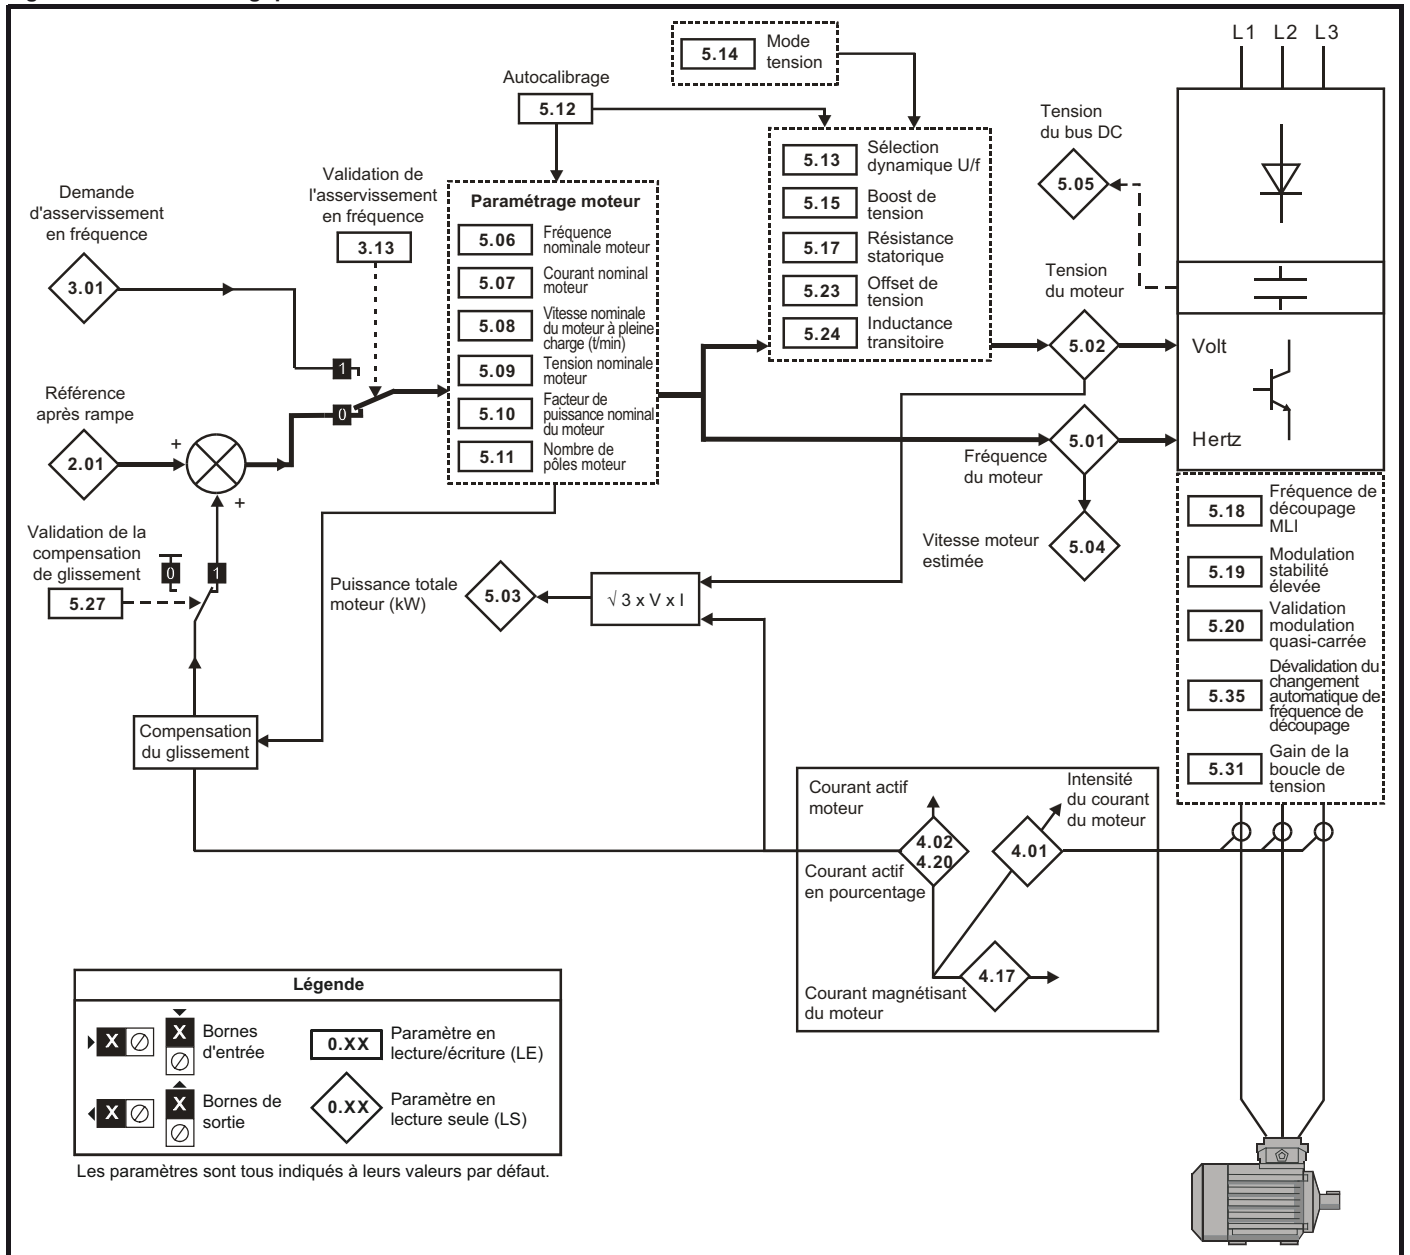 L1 L2 L3
5.14
Mode
tension
Autocalibrage
5.12
Tension
du bus DC
5.05
Validation de
l'asservissement
en fréquence
3.13
Demande
d'asservissement
en fréquence
3.01
Paramétrage moteur
5.06
Fréquence
nominale moteur
5.07
Courant nominal
moteur
5.08
Vitesse nominale
du moteur à pleine
charge (t/min)
5.09
Tension nominale
moteur
5.10
Facteur de
puissance nominal
du moteur
5.11
Nombre de
pôles moteur
5.13
Sélection
dynamique U/f
5.15
Boost de
tension
5.17
Résistance
statorique
5.23
Offset de
tension
5.24
Inductance
transitoire
Tension
du moteur
5.02
Volt
Hertz
1
0
Référence
après rampe
2.01
+
+
5.01
Fréquence
du moteur
Vitesse moteur
estimée
5.04
Validation de la
compensation
de glissement
0
1
5.27
Puissance totale
moteur (kW)
5.03
√ 3 x V x I
5.18
Fréquence de
découpage
MLI
5.19
Modulation
stabilité
élevée
5.20
Validation
modulation
quasi-carrée
5.35
Dévalidation du
changement
automatique de
fréquence de
découpage
5.31
Gain de la
boucle de
tension
Compensation
du glissement
Courant actif
moteur
4.02
4.20
Courant actif
en pourcentage
Intensité
du courant
du moteur
4.01
4.17
Courant magnétisant
du moteur
Légende
X
X
Bornes
d'entrée
0.XX
Paramètre en
lecture/écriture (LE)
X
X
Bornes de
sortie
0.XX
Paramètre en
lecture seule (LS)
Les paramètres sont tous indiqués à leurs valeurs par défaut.